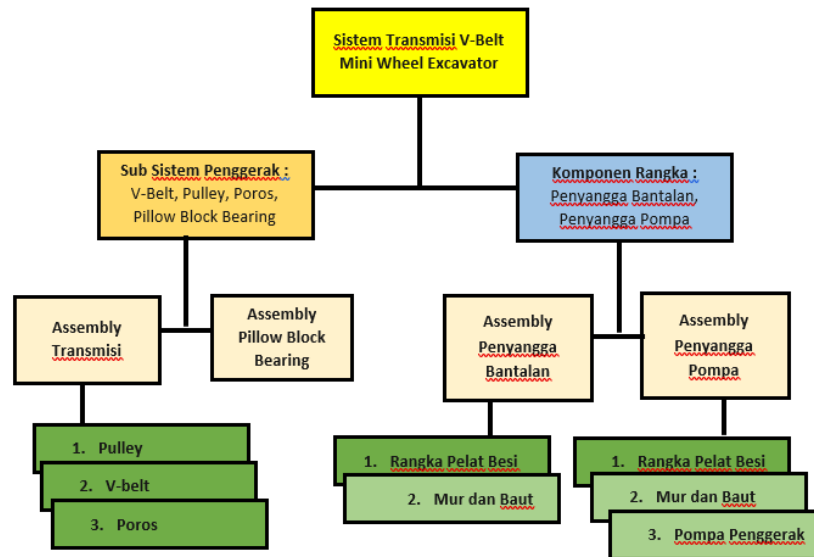 Sistem Transmisi V-Belt
Mini Wheel Excavator
Sub Sistem Penggerak :
V-Belt, Pulley, Poros,
Pillow Block Bearing
Komponen Rangka :
Penyangga Bantalan,
Penyangga Pompa
Assembly
Transmisi
Assembly
Pillow Block
Bearing
Assembly
Penyangga
Bantalan
Assembly
Penyangga
Pompa
1. Pulley
2. V-belt
3. Poros
1. Rangka Pelat Besi
2. Mur dan Baut
1. Rangka Pelat Besi
2. Mur dan Baut
3. Pompa Penggerak